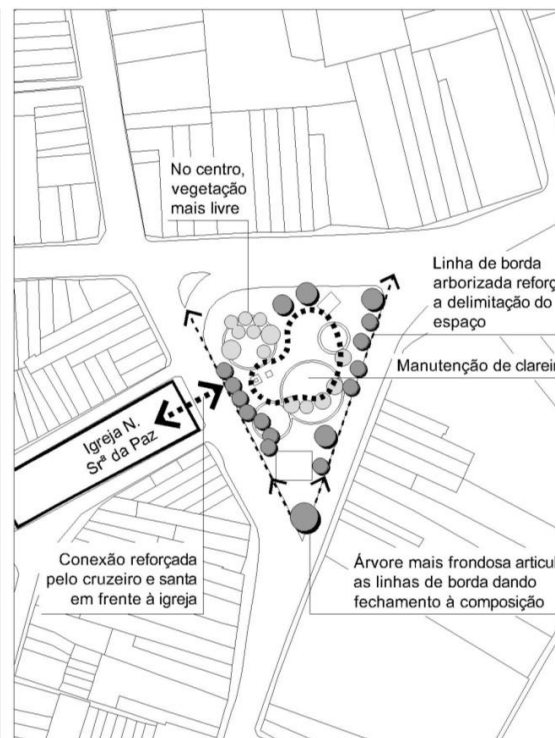 No centro,
vegetação
mais livre
Linha de borda
arborizada
a delimitação do
espaço
Manutenção de
Igreja N.
Srª da Paz
Conexão reforçada
pelo cruzeiro e santa
em frente à igreja
Árvore mais frondosa
as linhas de borda dando
fechamento à composição